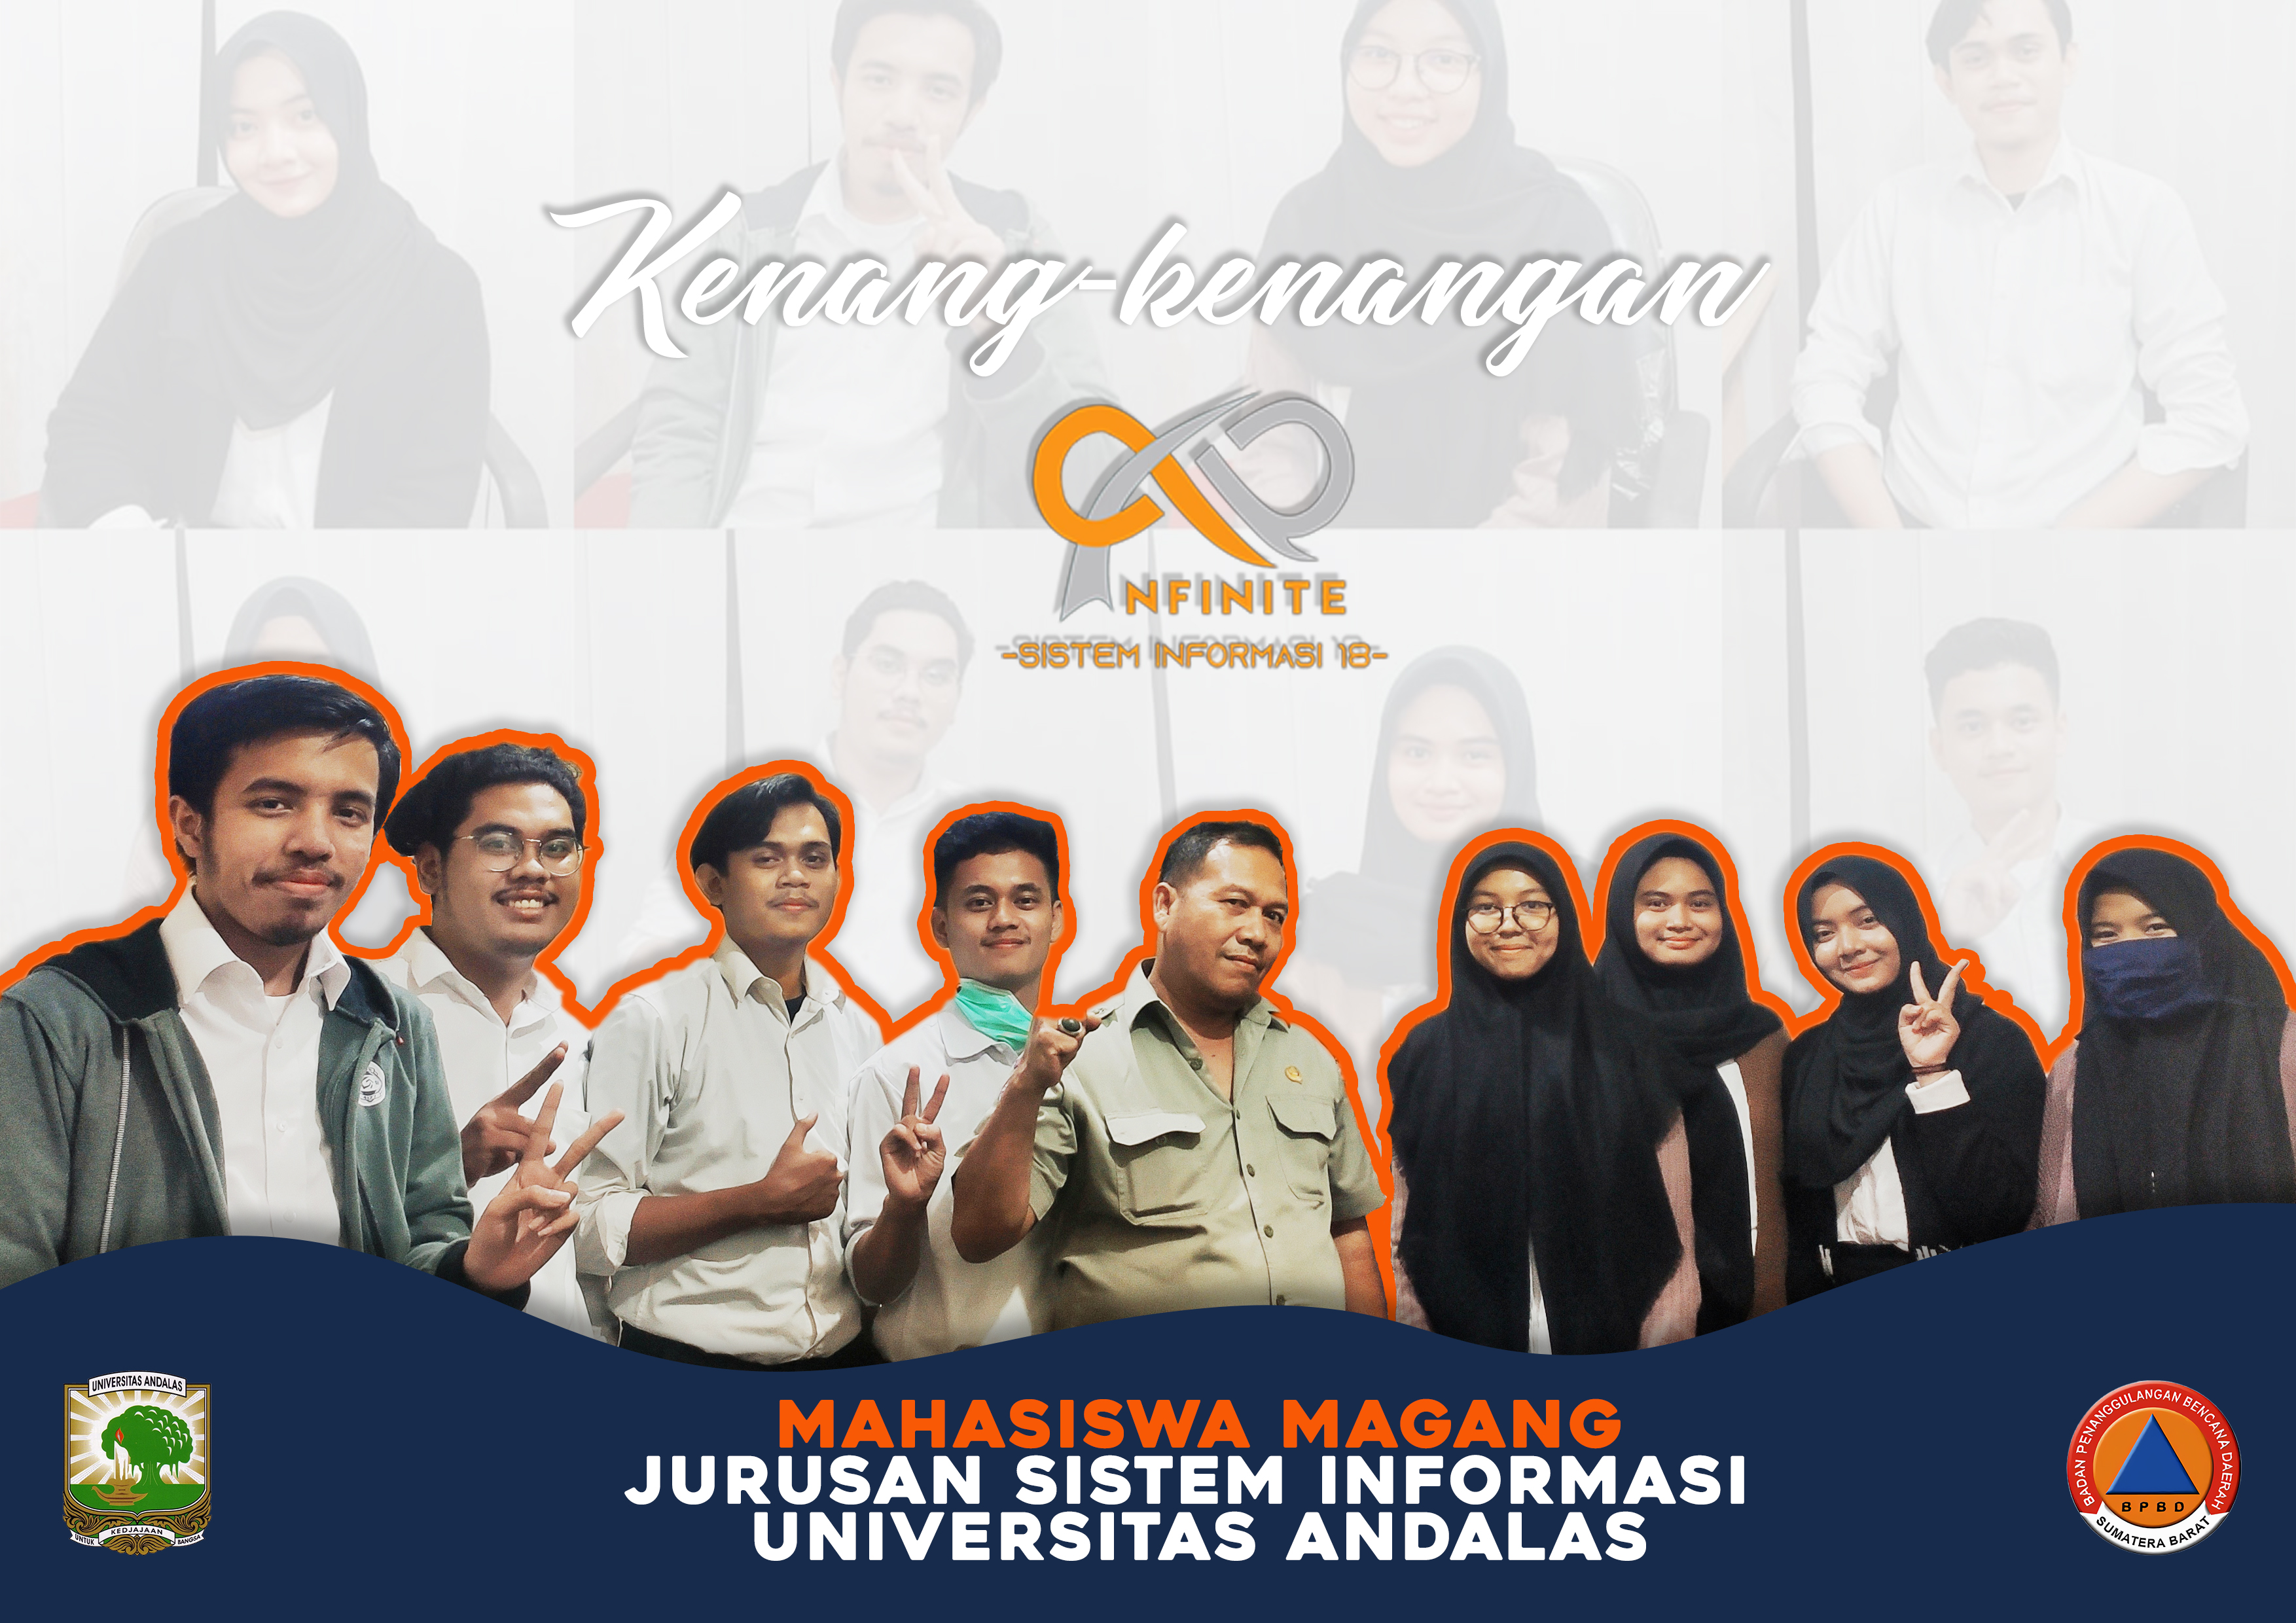 Kenang-kenangan
NFINITE
-SISTEM INFORMASI 18-
UNIVERSITAS ANDALAS
UNTUK KEDJAJAAN BANGSA
MAHASISWA MAGANG
JURUSAN SISTEM INFORMASI
UNIVERSITAS ANDALAS
BADAN PENANGGULANGAN BENCANA DAERAH
BPBD
SUMATERA BARAT